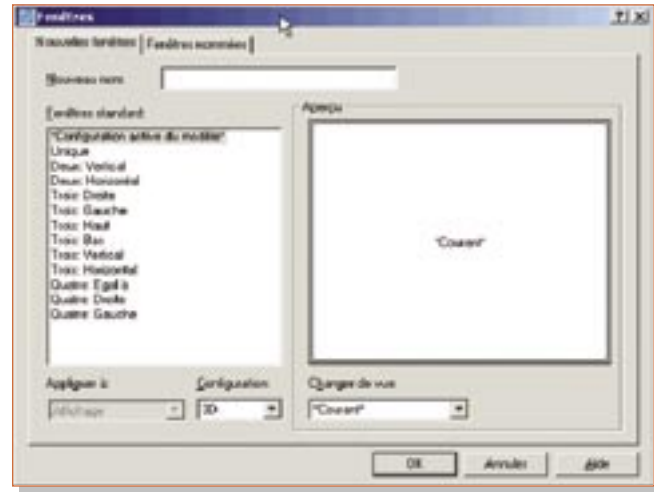 Fenêtres
Nouvelles fenêtres
Fenêtres nommées
Nouveau nom:
Fenêtres standard:
Aperçu
*Configuration active du modèle*
Unique
Deux: Vertical
Deux: Horizontal
Trois: Droite
Trois: Gauche
Trois: Haut
Trois: Bas
Trois: Vertical
Trois: Horizontal
Quatre: Egal à
Quatre: Droite
Quatre: Gauche
*Courant*
Appliquer à:
Configuration:
Changer de vue:
Affichage
3D
*Courant*
OK
Annuler
Aide